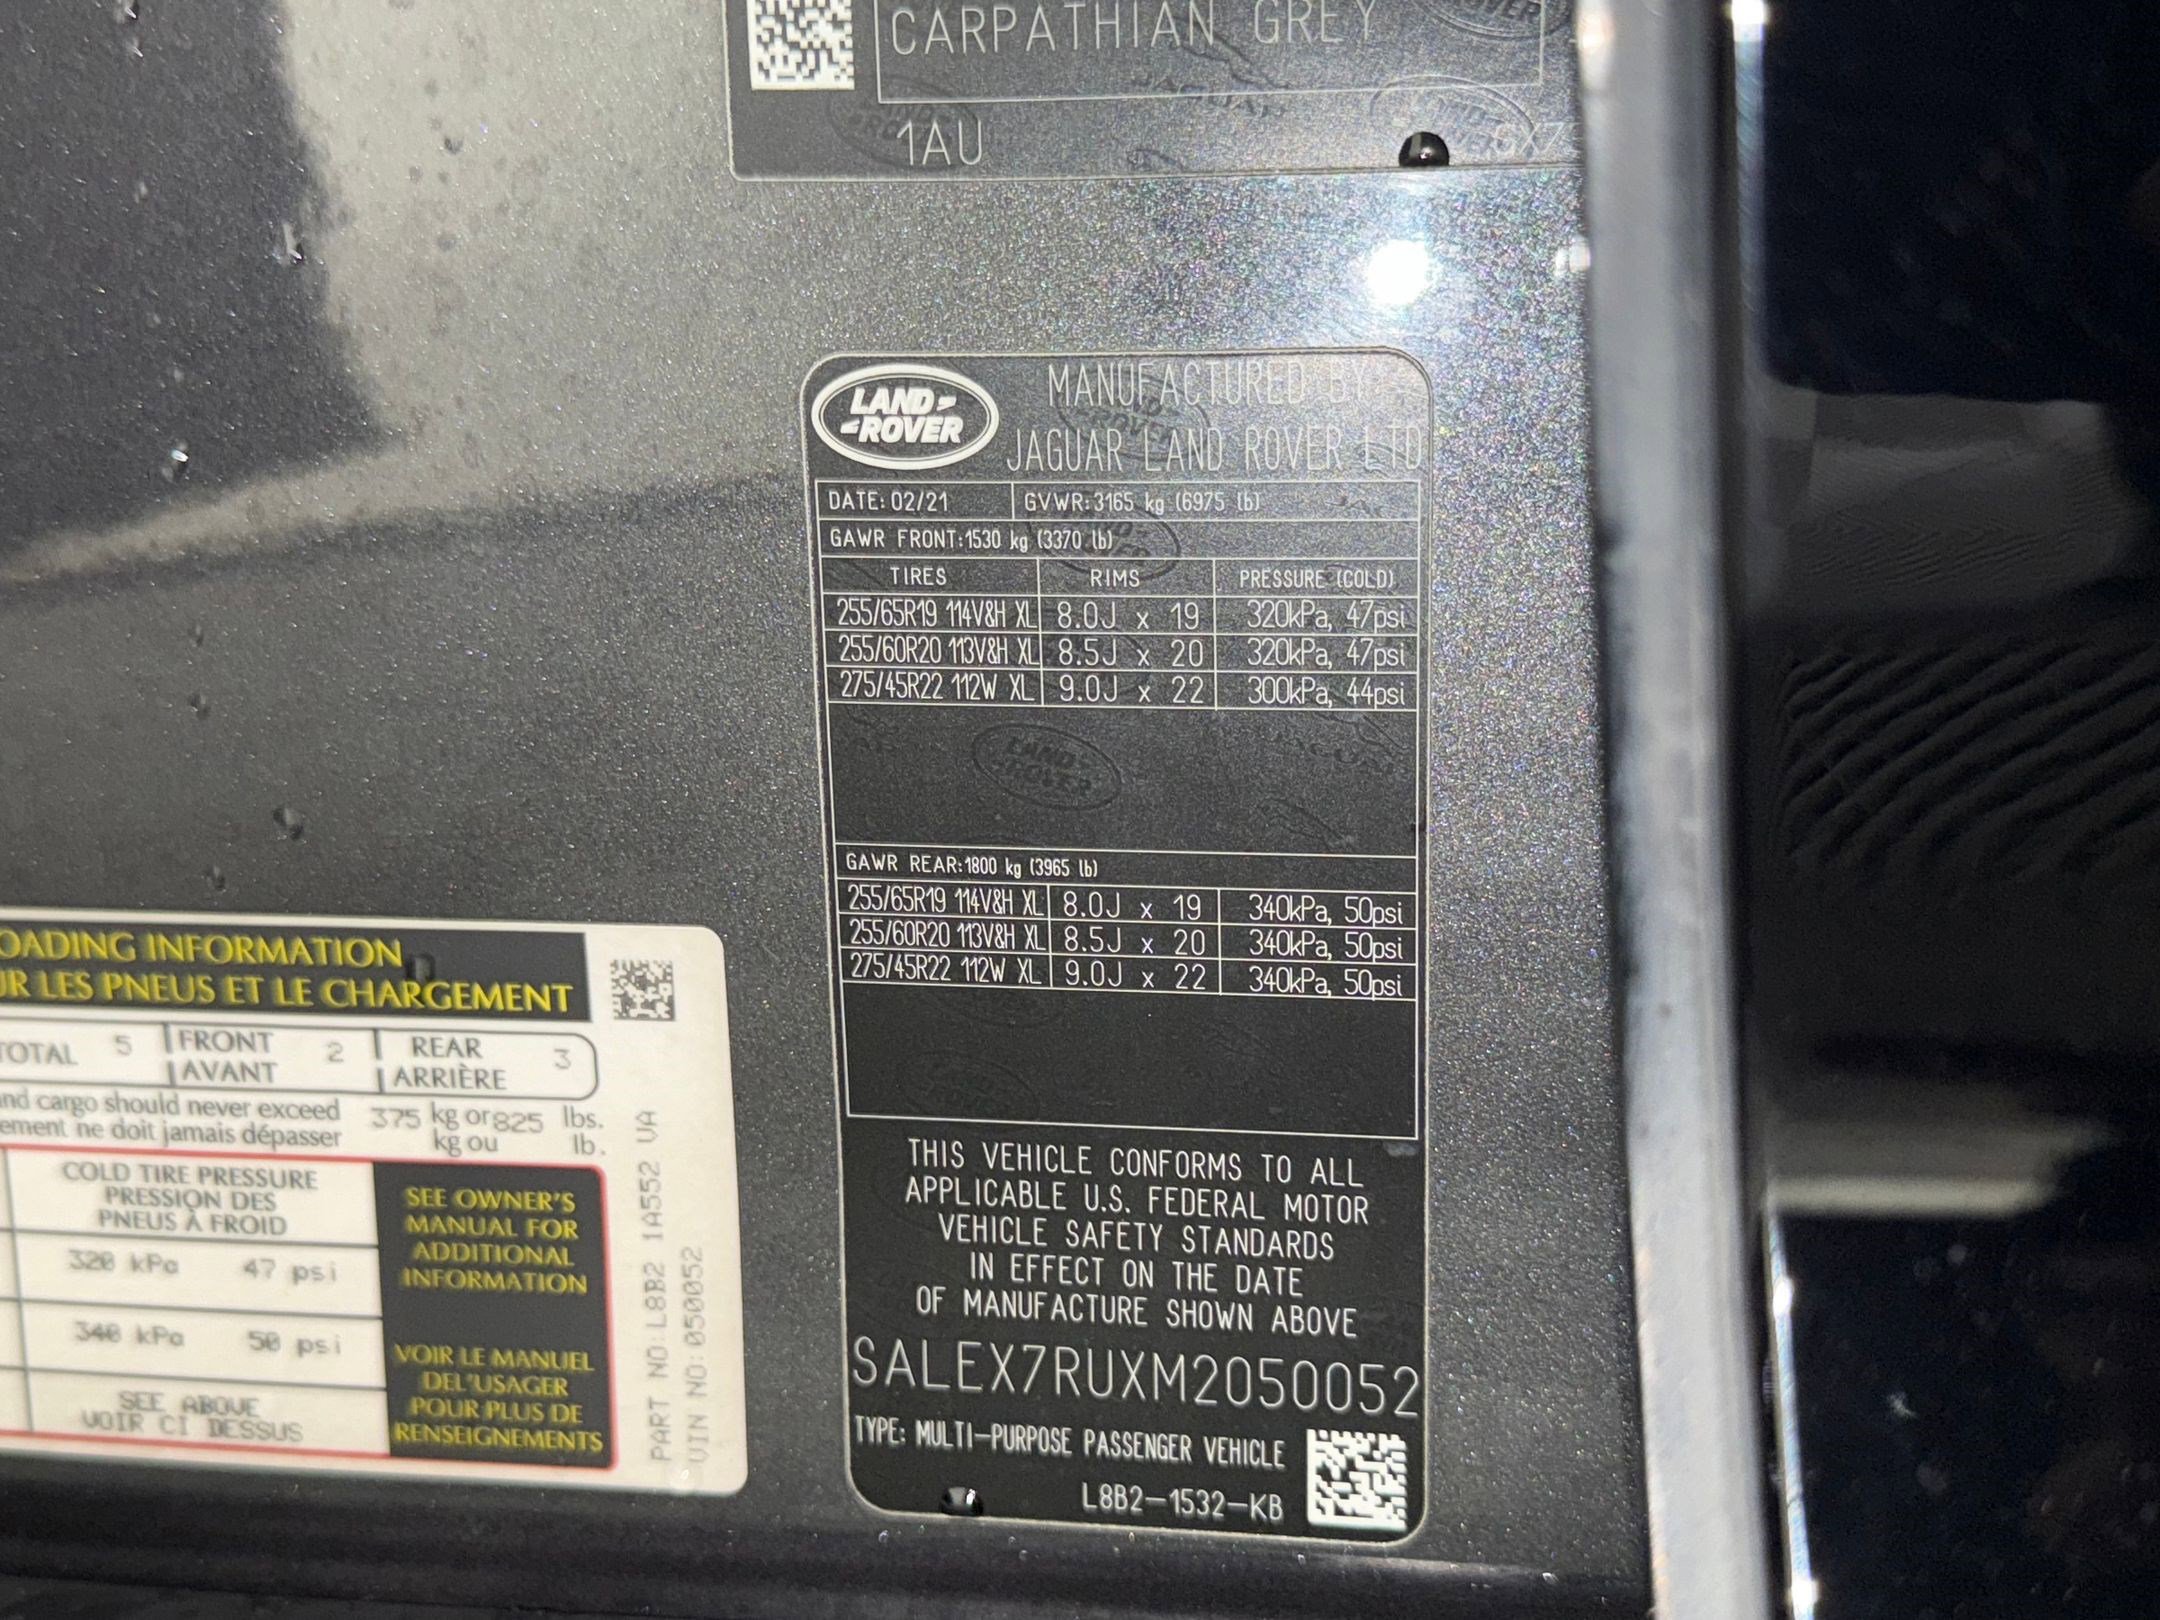 CARPATHIAN GREY
1AU
LAND ROVER
MANUFACTURED BY
JAGUAR LAND ROVER LTD
DATE: 02/21 GVWR: 3165 kg (6975 lb)
GAWR FRONT: 1530 kg (3370 lb)
TIRES RIMS PRESSURE (COLD)
255/65R19 114V&H XL 8.0J x 19 320kPa, 47psi
255/60R20 113V&H XL 8.5J x 20 320kPa, 47psi
275/45R22 112W XL 9.0J x 22 300kPa, 44psi
GAWR REAR: 1800 kg (3965 lb)
255/65R19 114V&H XL 8.0J x 19 340kPa, 50psi
255/60R20 113V&H XL 8.5J x 20 340kPa, 50psi
275/45R22 112W XL 9.0J x 22 340kPa, 50psi
THIS VEHICLE CONFORMS TO ALL
APPLICABLE U.S. FEDERAL MOTOR
VEHICLE SAFETY STANDARDS
IN EFFECT ON THE DATE
OF MANUFACTURE SHOWN ABOVE
SALEX7RUXM2050052
TYPE: MULTI-PURPOSE PASSENGER VEHICLE
L8B2-1532-KB
OADING INFORMATION
UR LES PNEUS ET LE CHARGEMENT
TOTAL 5 FRONT 2 REAR 3
AVANT ARRIÈRE
and cargo should never exceed 375 kg or 825 lbs.
ement ne doit jamais dépasser kg ou lb.
COLD TIRE PRESSURE
PRESSION DES
PNEUS À FROID
320 kPa 47 psi
340 kPa 50 psi
SEE ABOVE
VOIR CI DESSUS
SEE OWNER'S
MANUAL FOR
ADDITIONAL
INFORMATION
VOIR LE MANUEL
DEL'USAGER
POUR PLUS DE
RENSEIGNEMENTS
PART NO: L8B2 1A552 VA
VIN NO: 050052